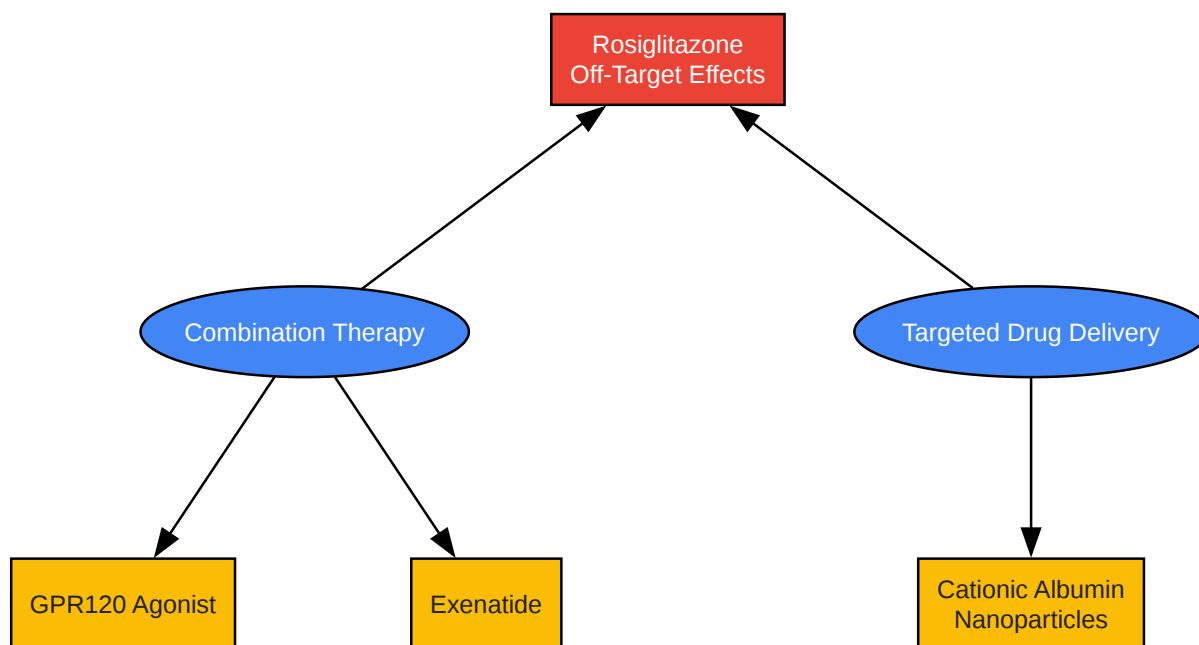 Rosiglitazone
Off-Target Effects
Combination Therapy
Targeted Drug Delivery
GPR120 Agonist
Exenatide
Cationic Albumin
Nanoparticles